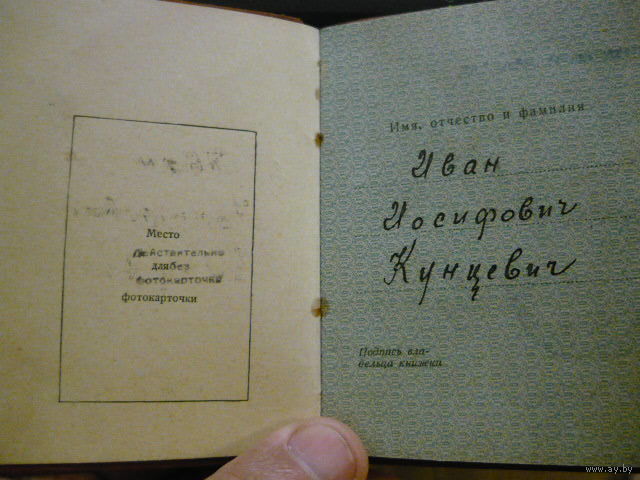 Место
Действительно
для без
фотокарточки
фотокарточки
Имя, отчество и фамилия
Иван
Иосифович
Кунцевич
Подпись вла-
дельца книжки
www.ay.by